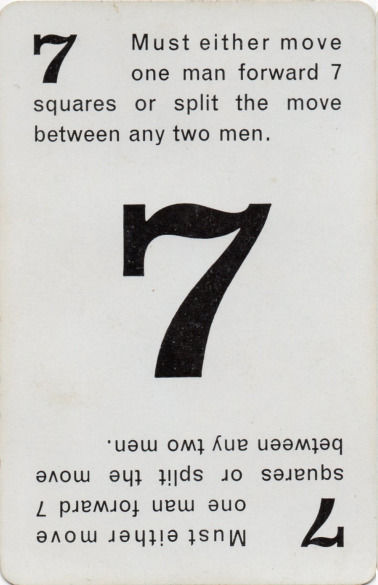 7 Must either move
one man forward 7
squares or split the move
between any two men.
7
7 Must either move
one man forward 7
squares or split the move
between any two men.